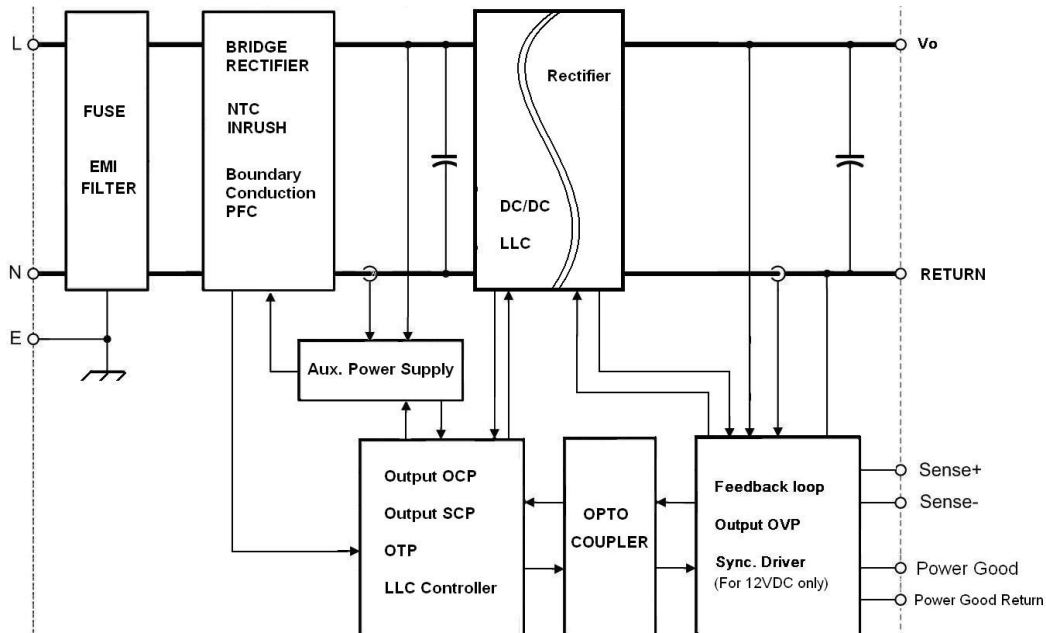 L
N
E
FUSE
EMI
FILTER
BRIDGE
RECTIFIER
NTC
INRUSH
Boundary
Conduction
PFC
Rectifier
DC/DC
LLC
Vo
RETURN
Aux. Power Supply
Output OCP
Output SCP
OTP
LLC Controller
OPTO
COUPLER
Feedback loop
Output OVP
Sync. Driver
(For 12VDC only)
Sense+
Sense-
Power Good
Power Good Return